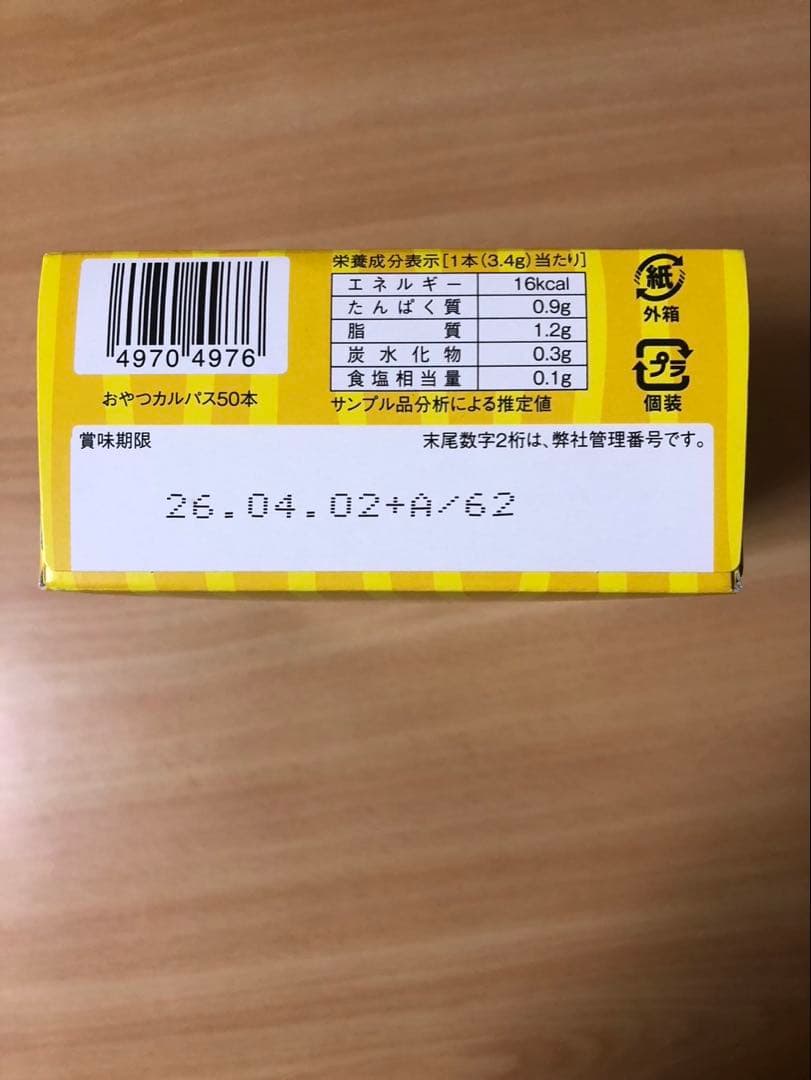 4970 4976
おやつカルパス50本
栄養成分表示[1本(3.4g)当たり]
エネルギー 16kcal
たんぱく質 0.9g
脂質 1.2g
炭水化物 0.3g
食塩相当量 0.1g
サンプル品分析による推定値
紙
外箱
プラ
個装
賞味期限
末尾数字2桁は、弊社管理番号です。
26.04.02+A/62